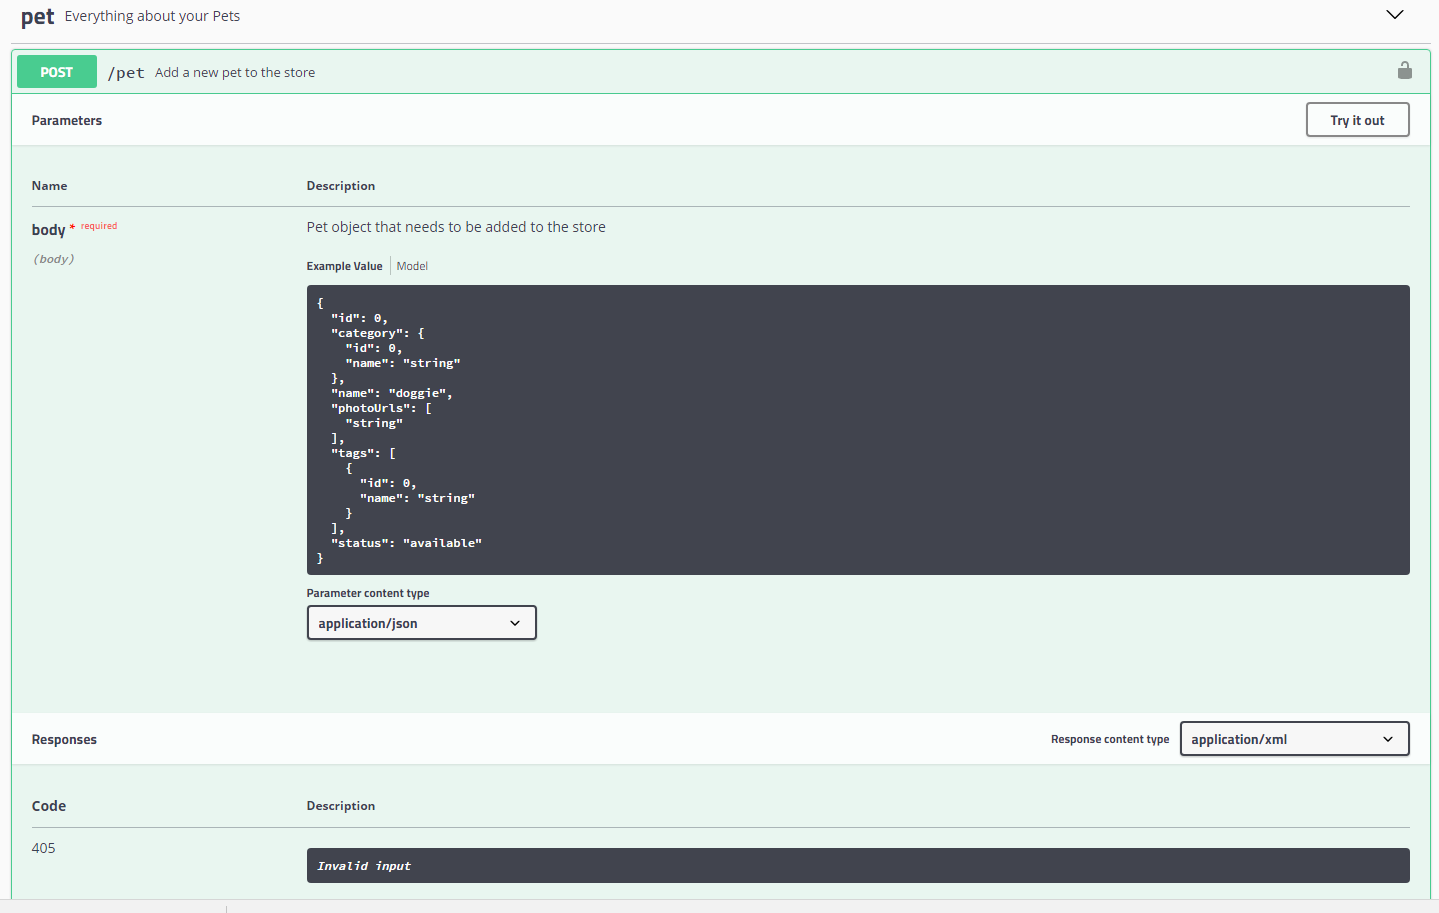 pet Everything about your Pets
POST /pet Add a new pet to the store
Parameters Try it out
Name Description
body * required Pet object that needs to be added to the store
(body)
Example Value Model
{
  "id": 0,
  "category": {
    "id": 0,
    "name": "string"
  },
  "name": "doggie",
  "photoUrls": [
    "string"
  ],
  "tags": [
    {
      "id": 0,
      "name": "string"
    }
  ],
  "status": "available"
}
Parameter content type
application/json
Responses Response content type application/xml
Code Description
405 Invalid input